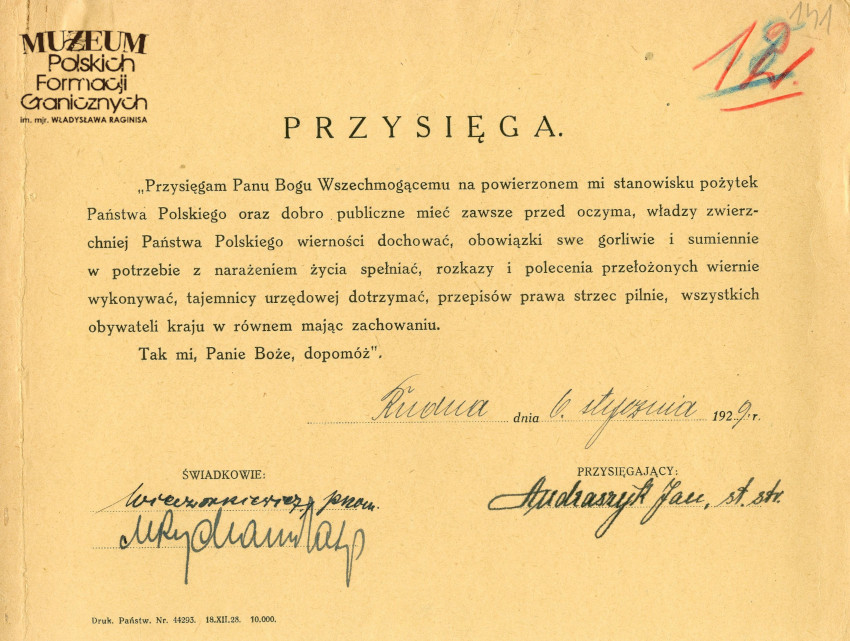 141
12.
MUZEUM
Polskich
Formacji
Granicznych
im. mjr. WŁADYSŁAWA RAGINISA
PRZYSIĘGA.
„Przysięgam Panu Bogu Wszechmogącemu na powierzonem mi stanowisku pożytek
Państwa Polskiego oraz dobro publiczne mieć zawsze przed oczyma, władzy zwierz-
chniej Państwa Polskiego wierności dochować, obowiązki swe gorliwie i sumiennie
w potrzebie z narażeniem życia spełniać, rozkazy i polecenia przełożonych wiernie
wykonywać, tajemnicy urzędowej dotrzymać, przepisów prawa strzec pilnie, wszystkich
obywateli kraju w równem mając zachowaniu.
Tak mi, Panie Boże, dopomóż".
Rudna dnia 6. stycznia 1929. r.
ŚWIADKOWIE:
PRZYSIĘGAJĄCY:
Wieczorkiewicz, przom.
Andraszyk Jan, st. str.
Druk. Państw. Nr. 44293. 18.XII.28. 10.000.